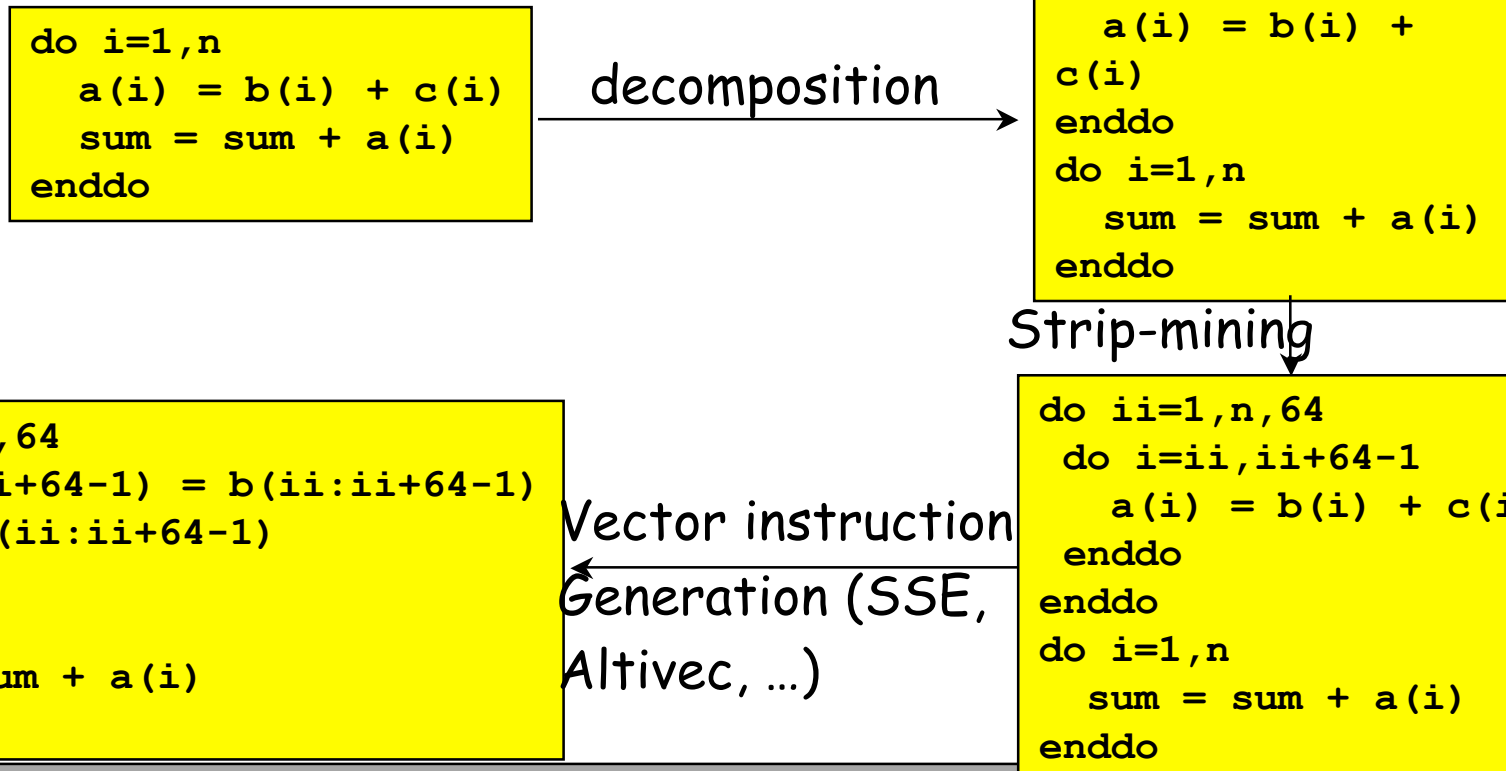 do i=1,n
a(i) = b(i) + c(i)
sum = sum + a(i)
enddo
decomposition
a(i) = b(i) +
c(i)
enddo
do i=1,n
sum = sum + a(i)
enddo
Strip-mining
do ii=1,n,64
do i=ii,ii+64-1
a(i) = b(i) + c(i
enddo
enddo
do i=1,n
sum = sum + a(i)
enddo
Vector instruction
Generation (SSE,
Altivec, …)
,64
i+64-1) = b(ii:ii+64-1)
(ii:ii+64-1)
um + a(i)